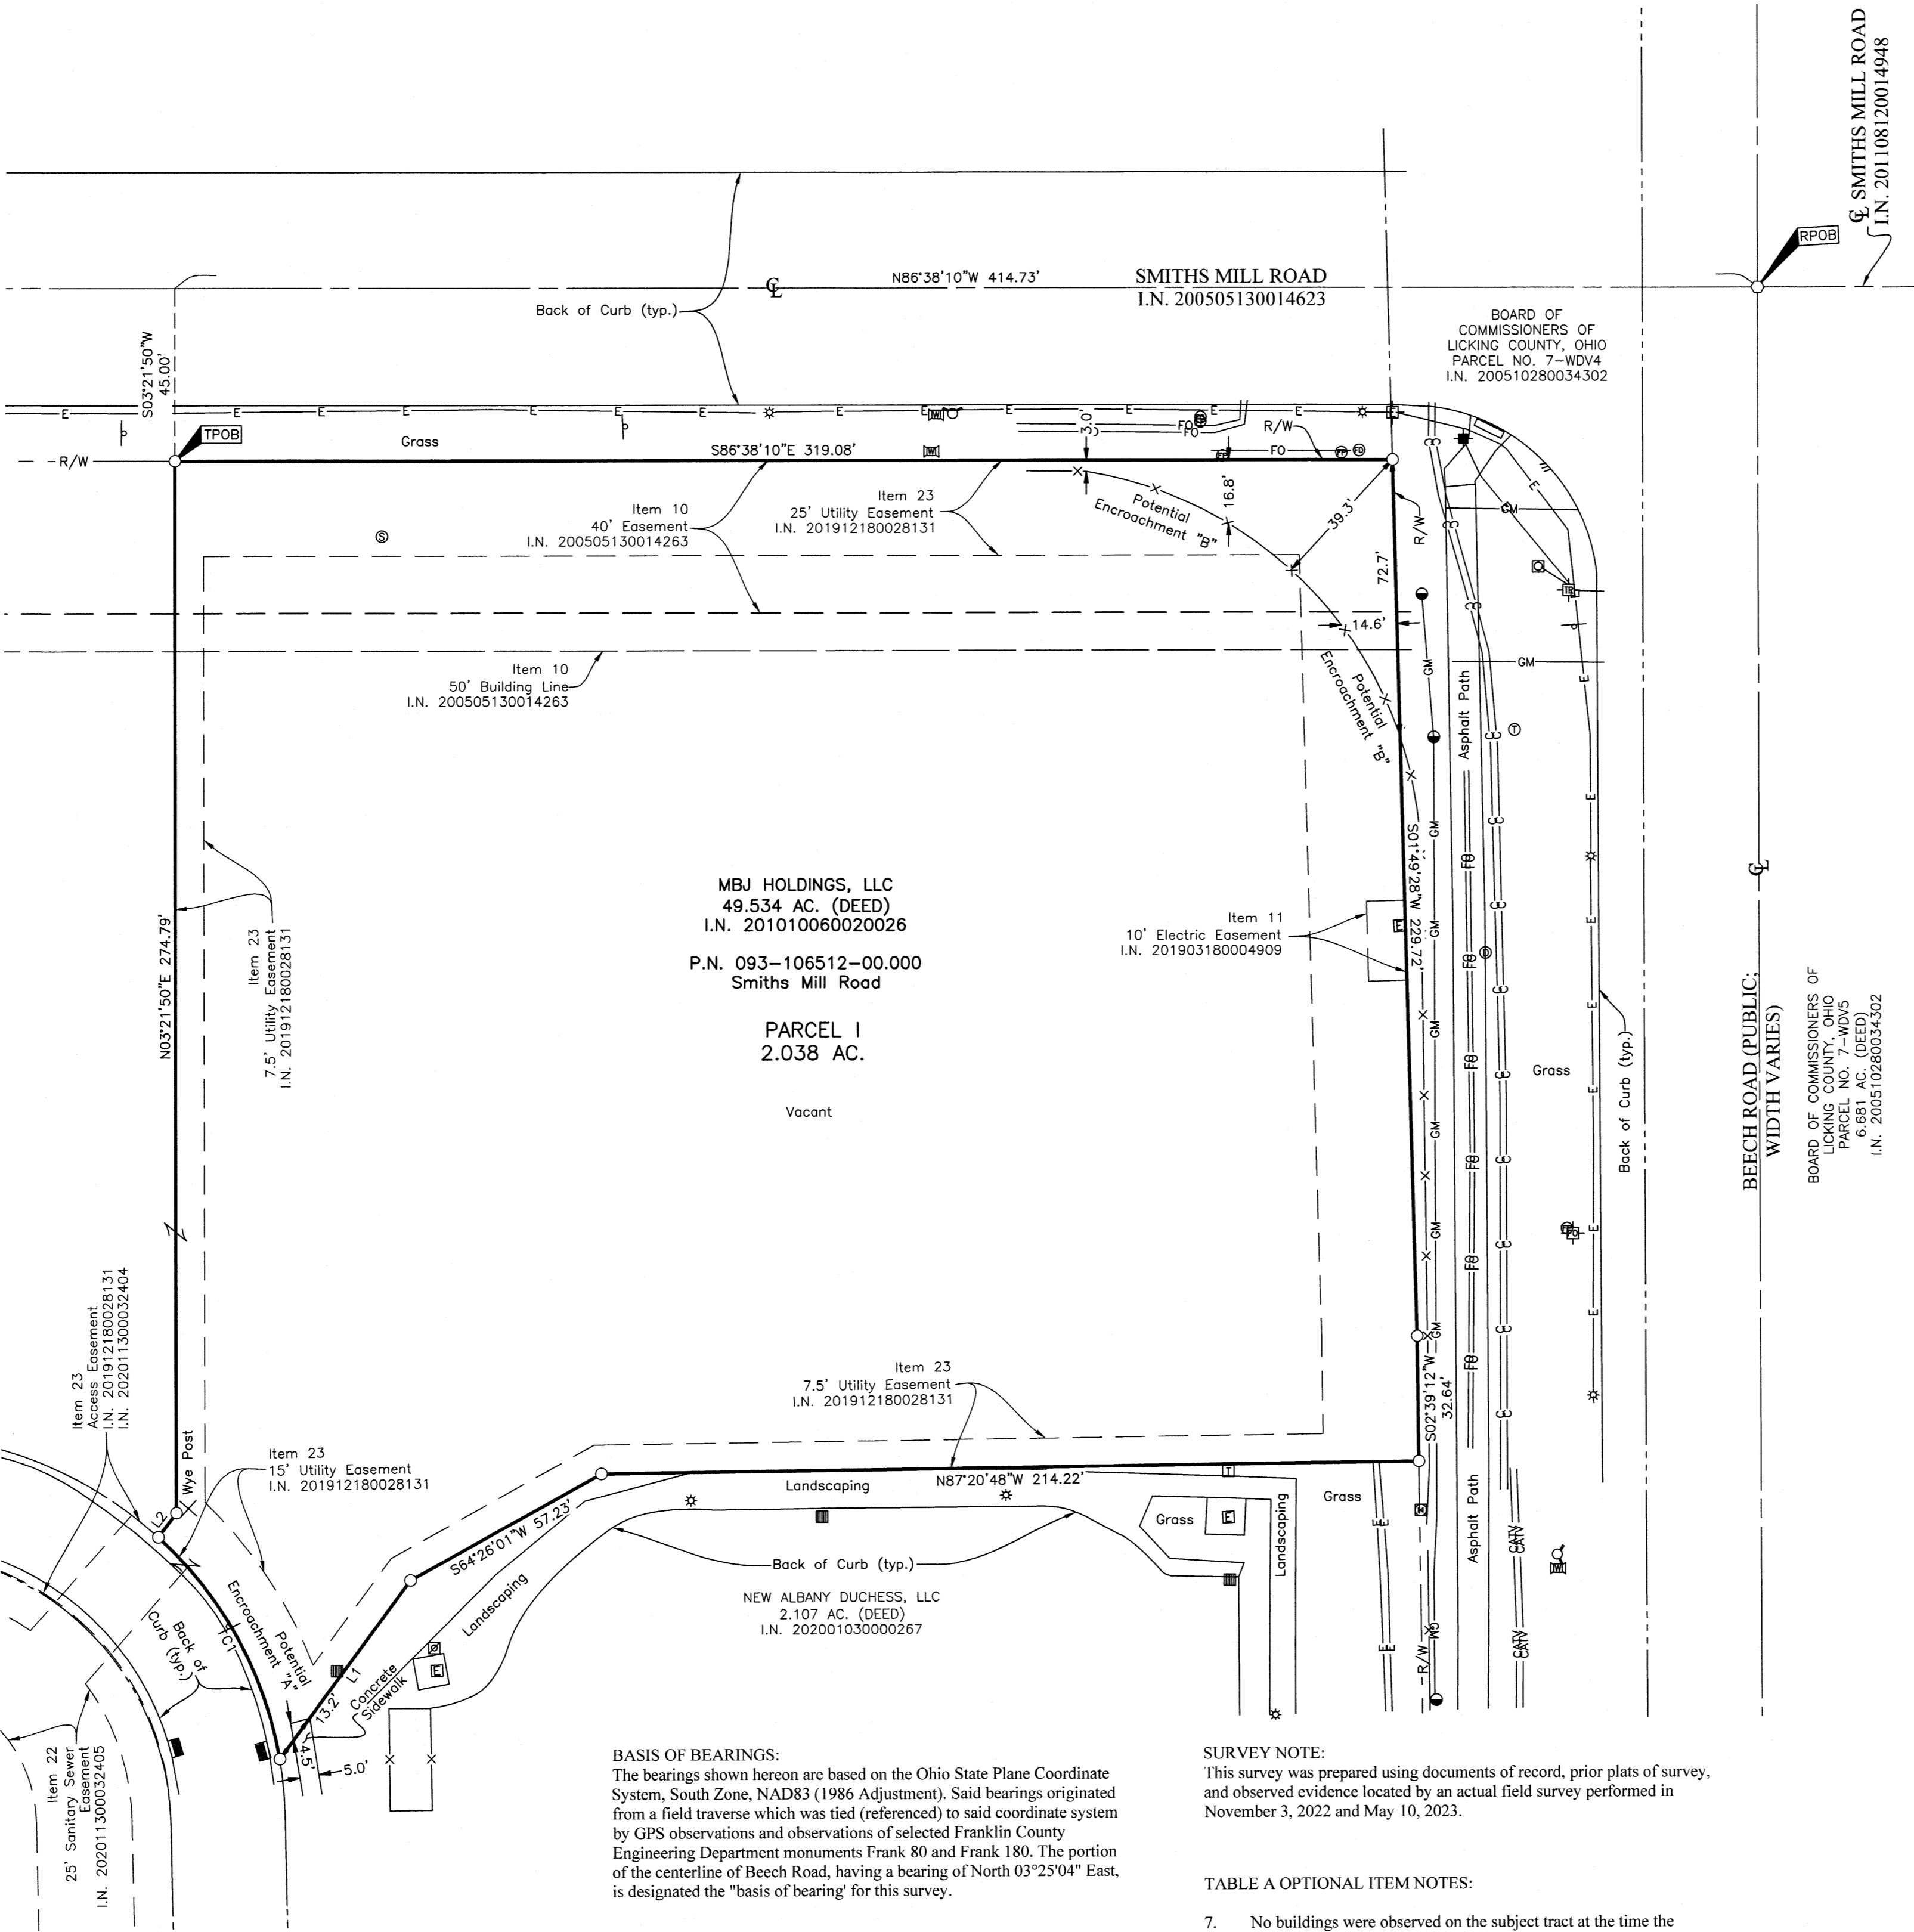 ℄ SMITHS MILL ROAD
I.N. 201108120014948
RPOB
N86°38'10"W 414.73'
SMITHS MILL ROAD
I.N. 200505130014623
℄
Back of Curb (typ.)
BOARD OF
COMMISSIONERS OF
LICKING COUNTY, OHIO
PARCEL NO. 7-WDV4
I.N. 200510280034302
S03°21'50"W
45.00'
E E E E E E E E E E E E
TPOB
Grass
R/W
S86°38'10"E 319.08'
3.0'
FO
FO
R/W
FO
Item 10
40' Easement
I.N. 200505130014263
Item 23
25' Utility Easement
I.N. 201912180028131
Potential
Encroachment "B"
16.8'
39.3'
R/W
72.7'
14.6'
GM
GM
S
Item 10
50' Building Line
I.N. 200505130014263
Potential
Encroachment "B"
Asphalt Path
T
MBJ HOLDINGS, LLC
49.534 AC. (DEED)
I.N. 201010060020026
P.N. 093-106512-00.000
Smiths Mill Road
PARCEL I
2.038 AC.
Vacant
N03°21'50"E 274.79'
Item 23
7.5' Utility Easement
I.N. 201912180028131
Item 11
10' Electric Easement
I.N. 201903180004909
E
S01°49'28"W 229.72'
GM
FO
D
Grass
Back of Curb (typ.)
℄
BEECH ROAD (PUBLIC;
WIDTH VARIES)
BOARD OF COMMISSIONERS OF
LICKING COUNTY, OHIO
PARCEL NO. 7-WDV5
6.681 AC. (DEED)
I.N. 200510280034302
Item 23
Access Easement
I.N. 201912180028131
I.N. 202011300032404
Wye Post
Item 23
15' Utility Easement
I.N. 201912180028131
Item 23
7.5' Utility Easement
I.N. 201912180028131
S02°39'12"W
32.64'
L2
S64°26'01"W 57.23'
N87°20'48"W 214.22'
Landscaping
T
Grass
E
Landscaping
Grass
Asphalt Path
CATV
CATV
Back of Curb (typ.)
Landscaping
NEW ALBANY DUCHESS, LLC
2.107 AC. (DEED)
I.N. 202001030000267
Potential
Encroachment "A"
C1
Back of
Curb (typ.)
L1
13.2'
Concrete
Sidewalk
E
4.5'
5.0'
R/W
GM
CATV
CATV
Item 22
25' Sanitary Sewer
Easement
I.N. 202011300032405
BASIS OF BEARINGS:
The bearings shown hereon are based on the Ohio State Plane Coordinate
System, South Zone, NAD83 (1986 Adjustment). Said bearings originated
from a field traverse which was tied (referenced) to said coordinate system
by GPS observations and observations of selected Franklin County
Engineering Department monuments Frank 80 and Frank 180. The portion
of the centerline of Beech Road, having a bearing of North 03°25'04" East,
is designated the "basis of bearing' for this survey.
SURVEY NOTE:
This survey was prepared using documents of record, prior plats of survey,
and observed evidence located by an actual field survey performed in
November 3, 2022 and May 10, 2023.
TABLE A OPTIONAL ITEM NOTES:
7. No buildings were observed on the subject tract at the time the